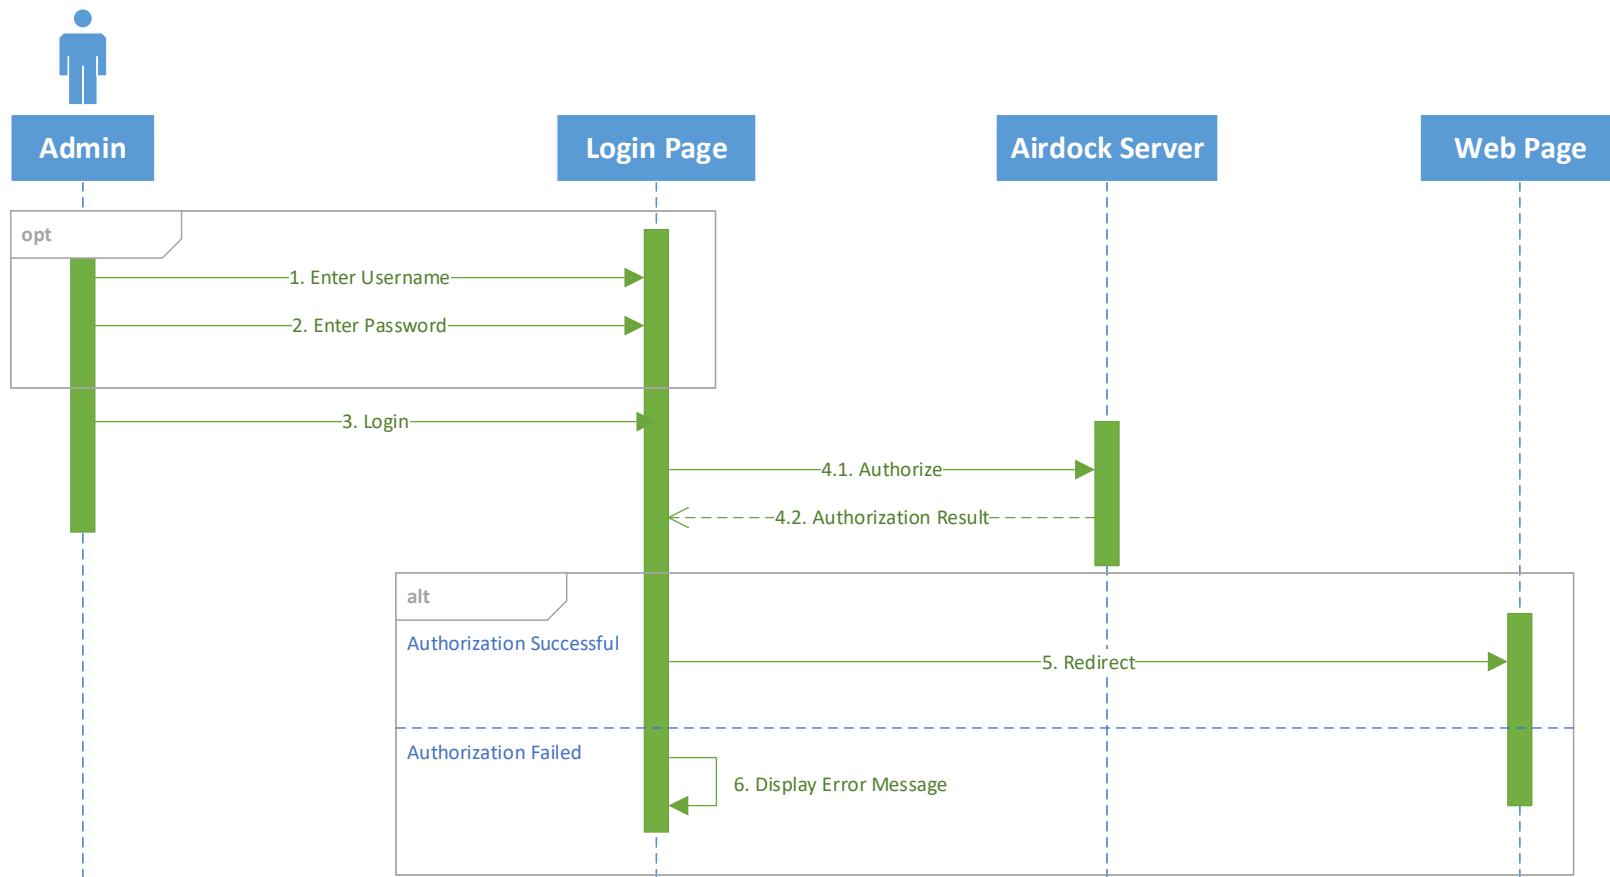 Admin
Login Page
Airdock Server
Web Page
opt
1. Enter Username
2. Enter Password
3. Login
4.1. Authorize
4.2. Authorization Result
alt
Authorization Successful
5. Redirect
Authorization Failed
6. Display Error Message